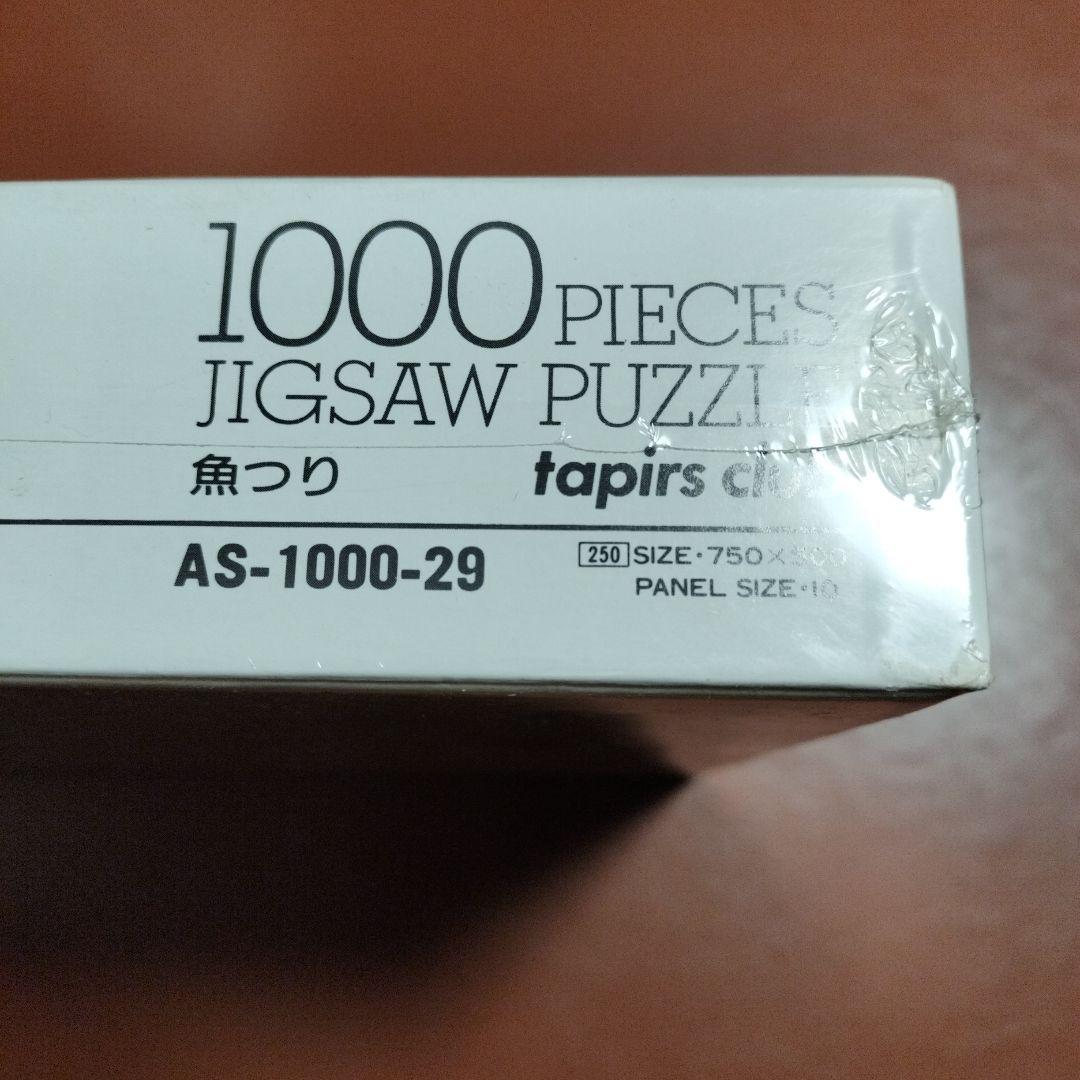 1000 PIECES
JIGSAW PUZZLE
魚つり tapirs club
AS-1000-29
250 SIZE・750×500
PANEL SIZE・10